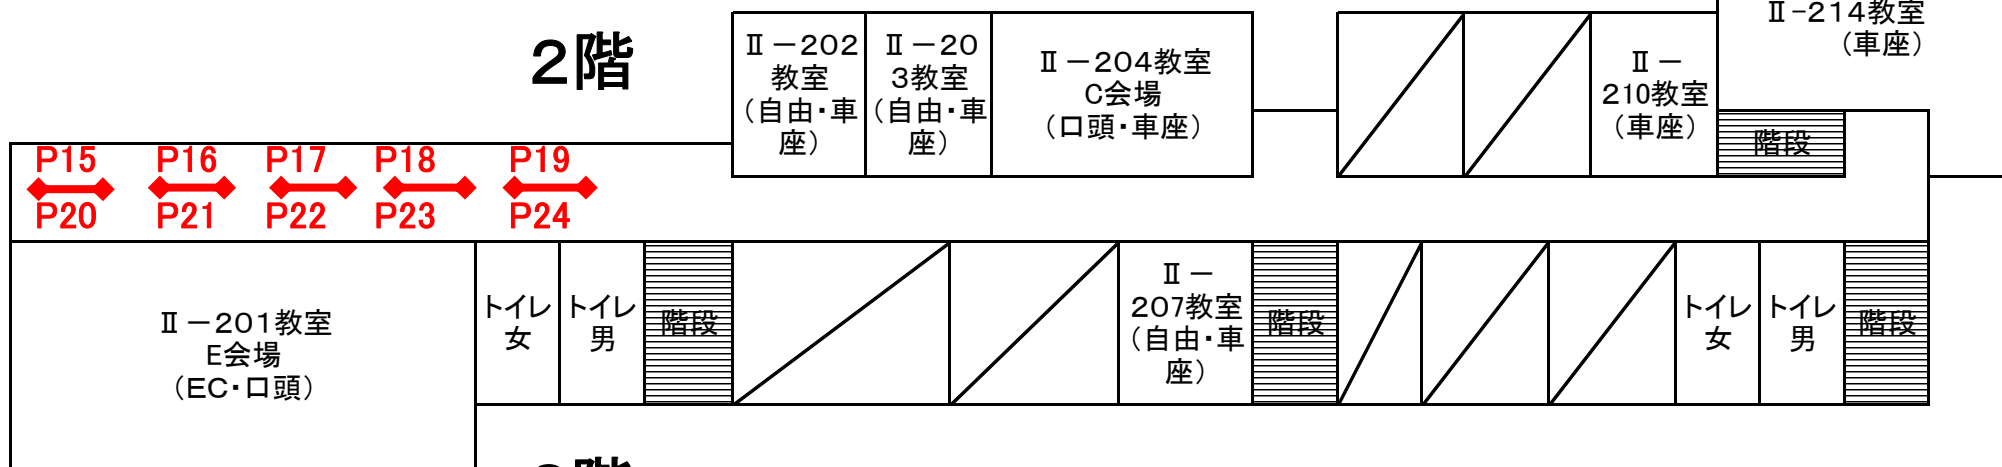 2階
Ⅱ－202
教室
（自由・車
座）
Ⅱ－20
3教室
（自由・車
座）
Ⅱ－204教室
C会場
（口頭・車座）
Ⅱ－
210教室
（車座）
Ⅱ-214教室
（車座）
階段
P15
P16
P17
P18
P19
P20
P21
P22
P23
P24
Ⅱ－201教室
E会場
（EC・口頭）
トイレ
女
トイレ
男
階段
Ⅱ－
207教室
（自由・車
座）
階段
トイレ
女
トイレ
男
階段